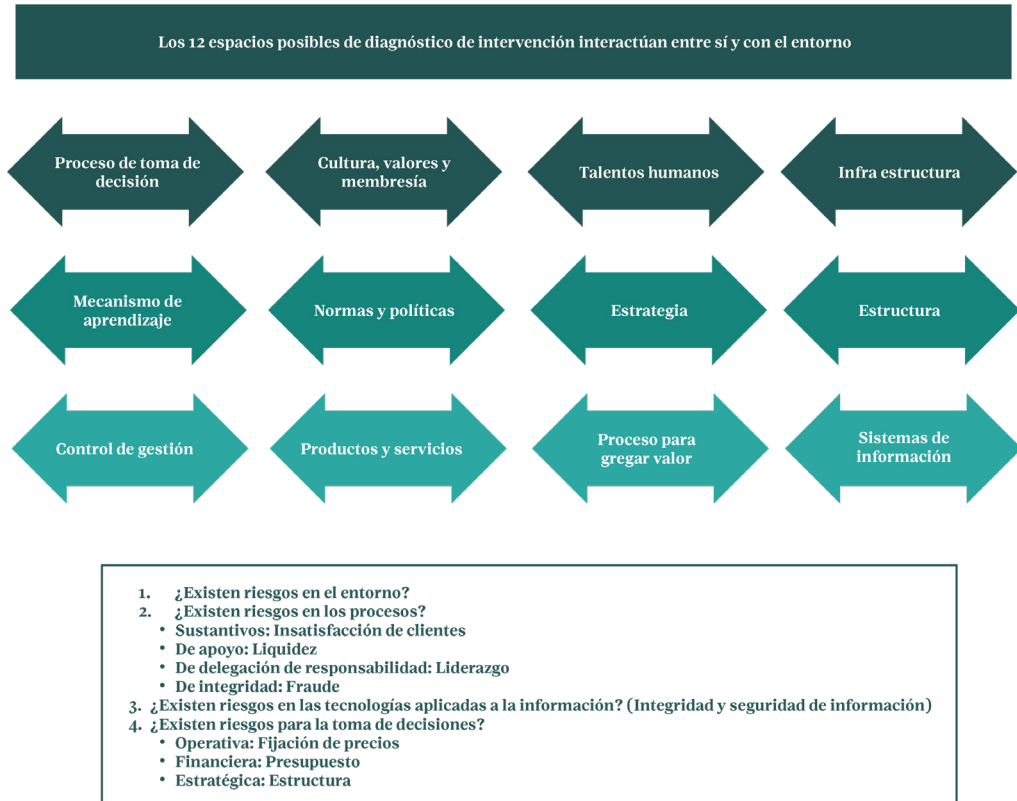 Los 12 espacios posibles de diagnóstico de intervención interactúan entre sí y con el entorno
Proceso de toma de
decisión
Cultura, valores y
membresía
Talentos humanos
Infra estructura
Mecanismo de
aprendizaje
Normas y políticas
Estrategia
Estructura
Control de gestión
Productos y servicios
Proceso para
gregar valor
Sistemas de
información
1. ¿Existen riesgos en el entorno?
2. ¿Existen riesgos en los procesos?
• Sustantivos: Insatisfacción de clientes
• De apoyo: Liquidez
• De delegación de responsabilidad: Liderazgo
• De integridad: Fraude
3. ¿Existen riesgos en las tecnologías aplicadas a la información? (Integridad y seguridad de información)
4. ¿Existen riesgos para la toma de decisiones?
• Operativa: Fijación de precios
• Financiera: Presupuesto
• Estratégica: Estructura